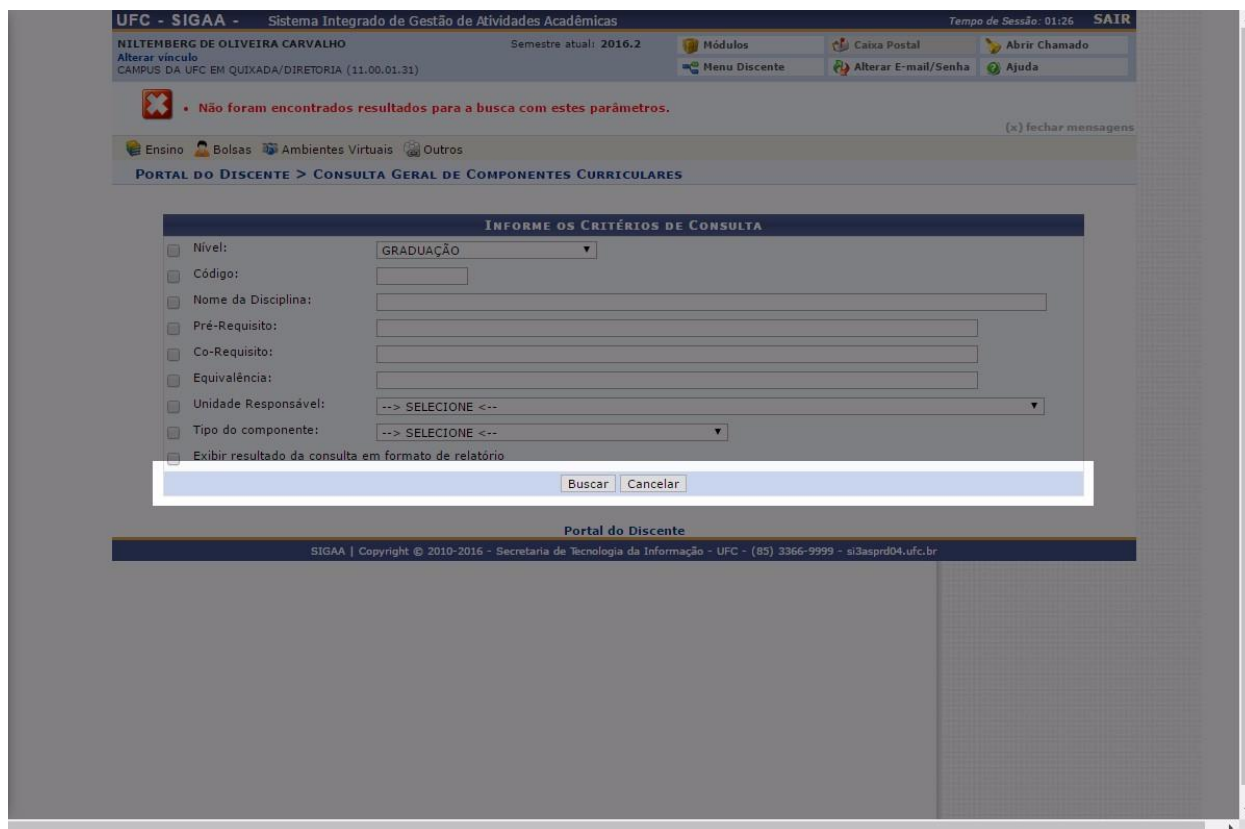 UFC - SIGAA - Sistema Integrado de Gestão de Atividades Acadêmicas Tempo de Sessão: 01:26 SAIR
NILTEMBERG DE OLIVEIRA CARVALHO Semestre atual: 2016.2 Módulos Caixa Postal Abrir Chamado
Alterar vínculo
CAMPUS DA UFC EM QUIXADA/DIRETORIA (11.00.01.31) Menu Discente Alterar E-mail/Senha Ajuda
• Não foram encontrados resultados para a busca com estes parâmetros.
(x) fechar mensagens
Ensino Bolsas Ambientes Virtuais Outros
PORTAL DO DISCENTE > CONSULTA GERAL DE COMPONENTES CURRICULARES
INFORME OS CRITÉRIOS DE CONSULTA
Nível: GRADUAÇÃO
Código:
Nome da Disciplina:
Pré-Requisito:
Co-Requisito:
Equivalência:
Unidade Responsável: --> SELECIONE <--
Tipo do componente: --> SELECIONE <--
Exibir resultado da consulta em formato de relatório
Buscar Cancelar
Portal do Discente
SIGAA | Copyright © 2010-2016 - Secretaria de Tecnologia da Informação - UFC - (85) 3366-9999 - si3asprd04.ufc.br